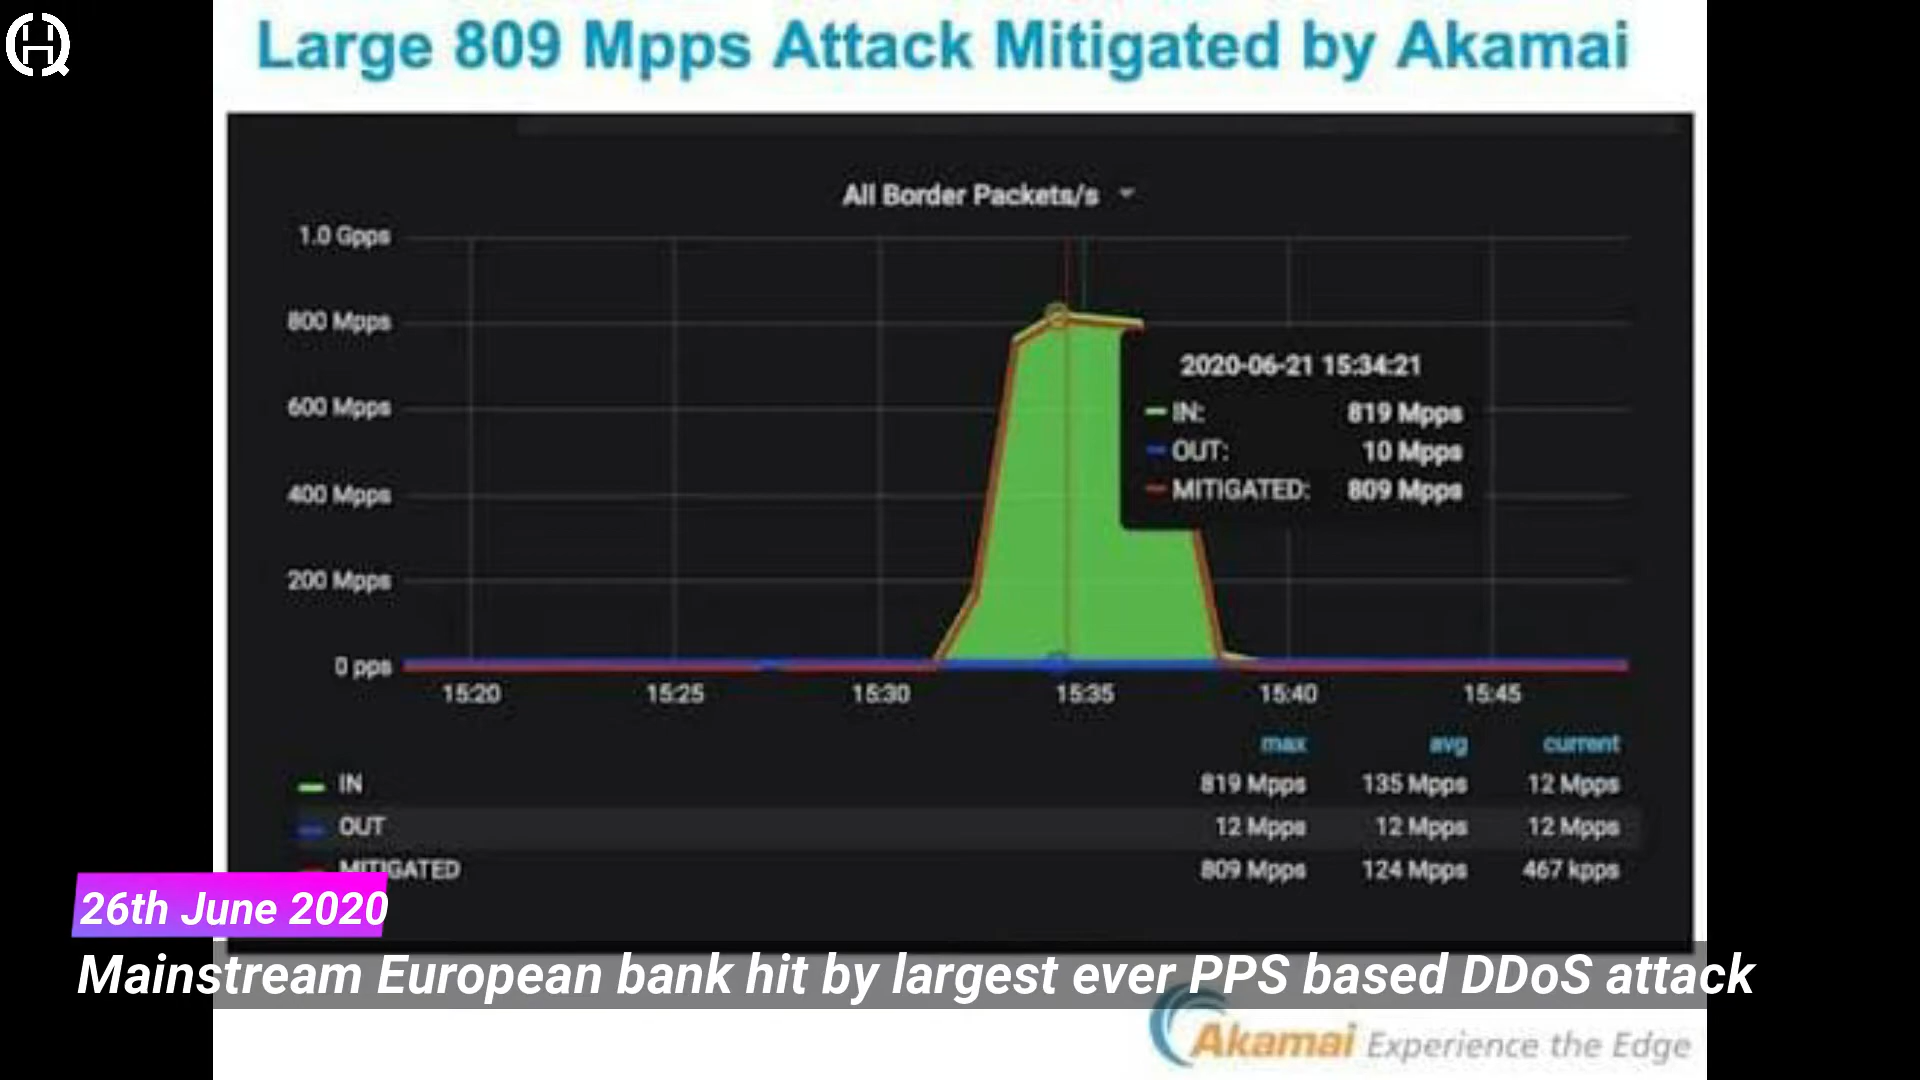 HQ
Large 809 Mpps Attack Mitigated by Akamai
All Border Packets/s
1.0 Gpps
800 Mpps
600 Mpps
400 Mpps
200 Mpps
0 pps
2020-06-21 15:34:21
IN: 819 Mpps
OUT: 10 Mpps
MITIGATED: 809 Mpps
15:20 15:25 15:30 15:35 15:40 15:45
max avg current
IN 819 Mpps 135 Mpps 12 Mpps
OUT 12 Mpps 12 Mpps 12 Mpps
MITIGATED 809 Mpps 124 Mpps 467 kpps
26th June 2020
Mainstream European bank hit by largest ever PPS based DDoS attack
Akamai Experience the Edge